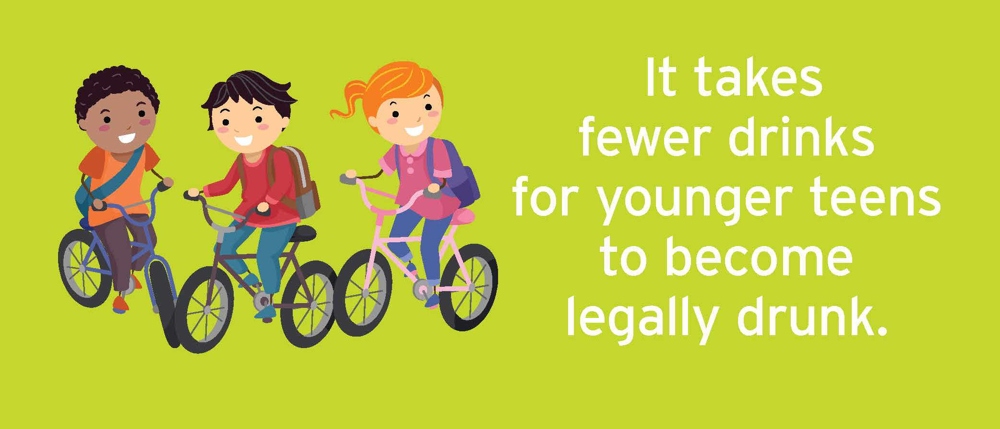 It takes
fewer drinks
for younger teens
to become
legally drunk.